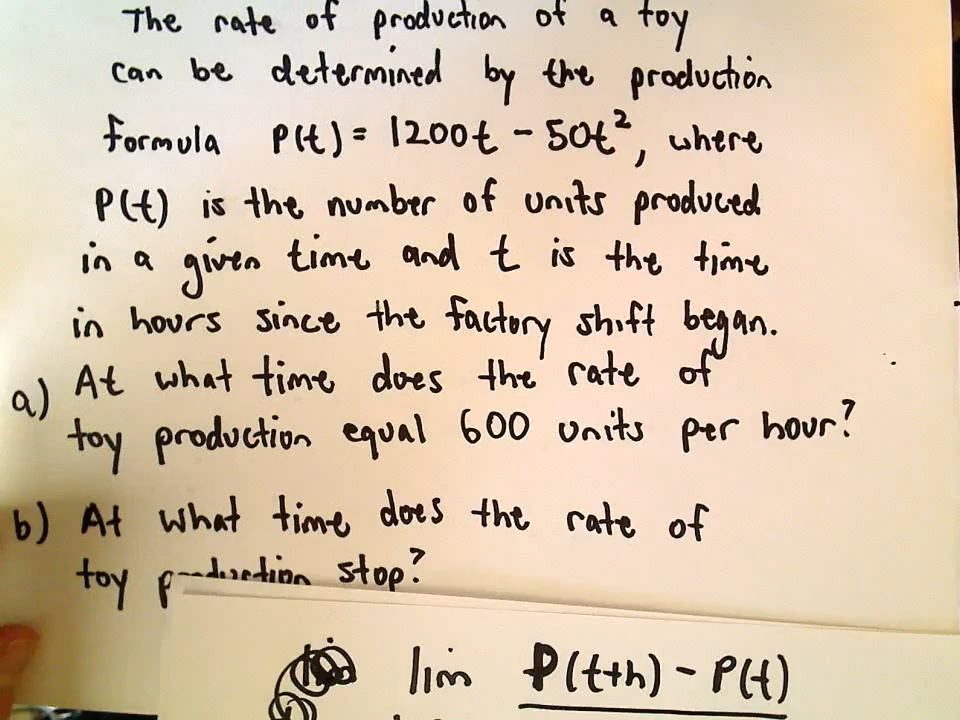 The rate of production of a toy
can be determined by the production
formula P(t) = 1200t - 50t², where
P(t) is the number of units produced
in a given time and t is the time
in hours since the factory shift began.
a) At what time does the rate of
toy production equal 600 units per hour?
b) At what time does the rate of
toy production stop?
lim P(t+h) - P(t)